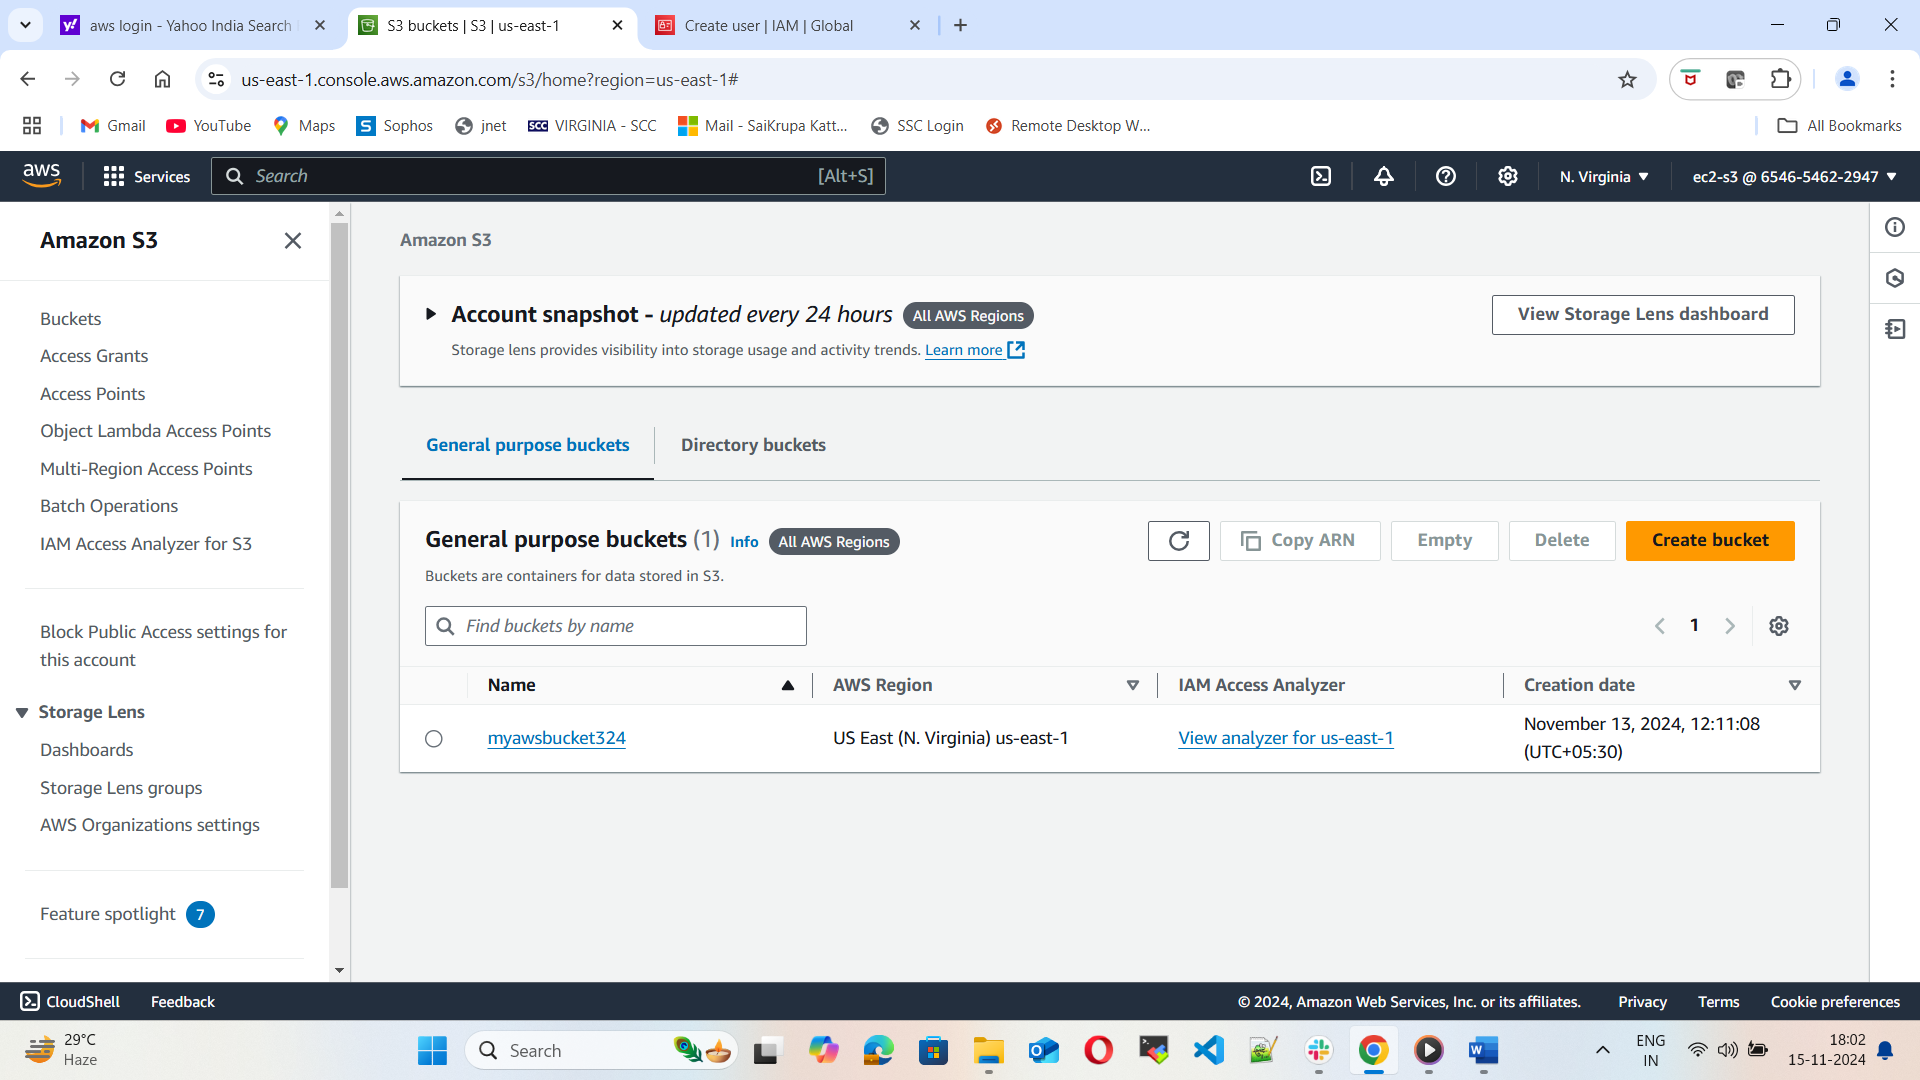 aws login - Yahoo India Search
S3 buckets | S3 | us-east-1
Create user | IAM | Global
us-east-1.console.aws.amazon.com/s3/home?region=us-east-1#
Gmail
YouTube
Maps
Sophos
jnet
SCC VIRGINIA - SCC
Mail - SaiKrupa Katt...
SSC Login
Remote Desktop W...
All Bookmarks
aws
Services
Search
[Alt+S]
N. Virginia
ec2-s3 @ 6546-5462-2947
Amazon S3
Buckets
Access Grants
Access Points
Object Lambda Access Points
Multi-Region Access Points
Batch Operations
IAM Access Analyzer for S3
Block Public Access settings for
this account
Storage Lens
Dashboards
Storage Lens groups
AWS Organizations settings
Feature spotlight 7
Amazon S3
Account snapshot - updated every 24 hours All AWS Regions
View Storage Lens dashboard
Storage lens provides visibility into storage usage and activity trends. Learn more
General purpose buckets
Directory buckets
General purpose buckets (1) Info All AWS Regions
Copy ARN
Empty
Delete
Create bucket
Buckets are containers for data stored in S3.
Find buckets by name
1
Name
AWS Region
IAM Access Analyzer
Creation date
myawsbucket324
US East (N. Virginia) us-east-1
View analyzer for us-east-1
November 13, 2024, 12:11:08
(UTC+05:30)
CloudShell
Feedback
© 2024, Amazon Web Services, Inc. or its affiliates.
Privacy
Terms
Cookie preferences
29°C
Haze
Search
ENG
IN
18:02
15-11-2024